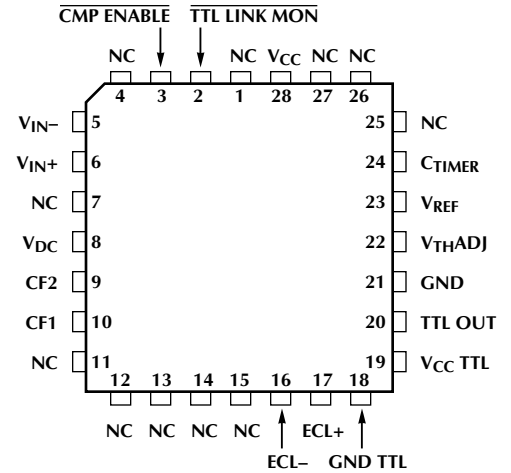 CMP ENABLE TTL LINK MON
NC NC VCC NC NC
4 3 2 1 28 27 26
VIN– 5 25 NC
VIN+ 6 24 CTIMER
NC 7 23 VREF
VDC 8 22 VTHADJ
CF2 9 21 GND
CF1 10 20 TTL OUT
NC 11 19 VCC TTL
12 13 14 15 16 17 18
NC NC NC NC ECL+
ECL– GND TTL